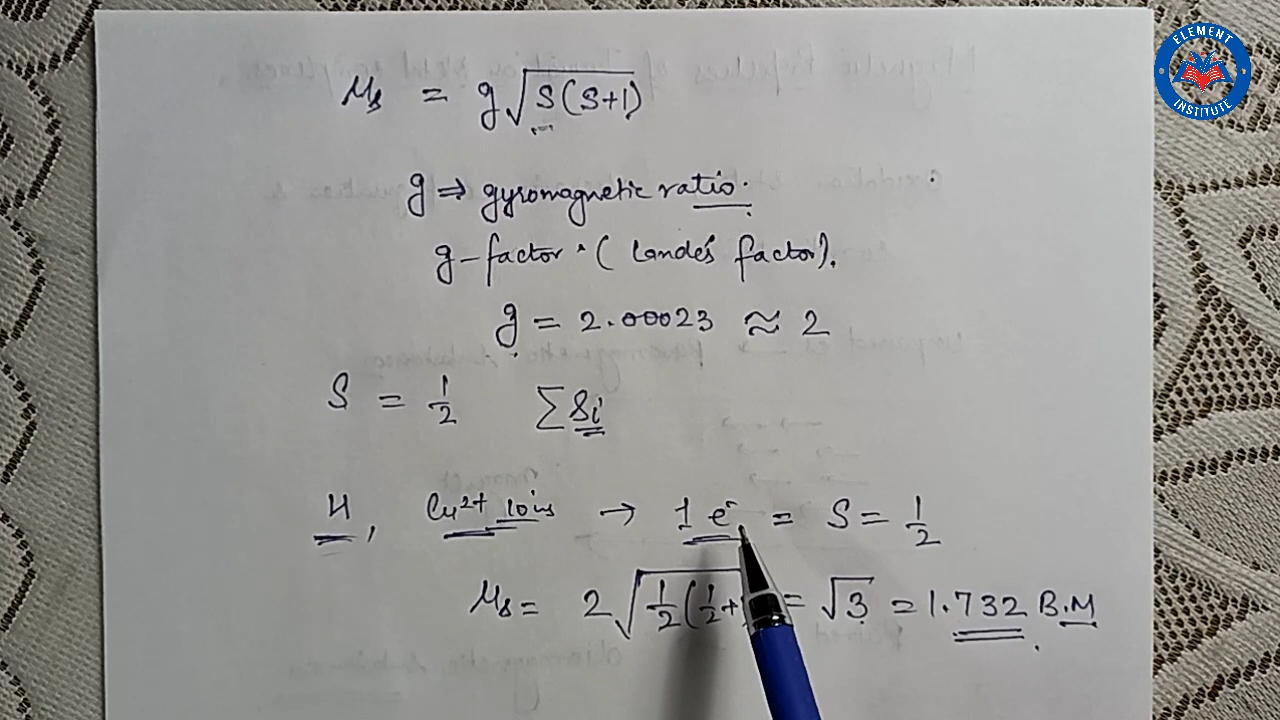 ELEMENT INSTITUTE
μs = g√S(S+1)
g ⇒ gyromagnetic ratio.
g-factor. (Lande's factor).
g = 2.00023 ≈ 2
S = 1/2 ΣSi
H, Cu²⁺ ions → 1 e⁻ = S = 1/2
μs = 2√1/2(1/2+ = √3 = 1.732 B.M